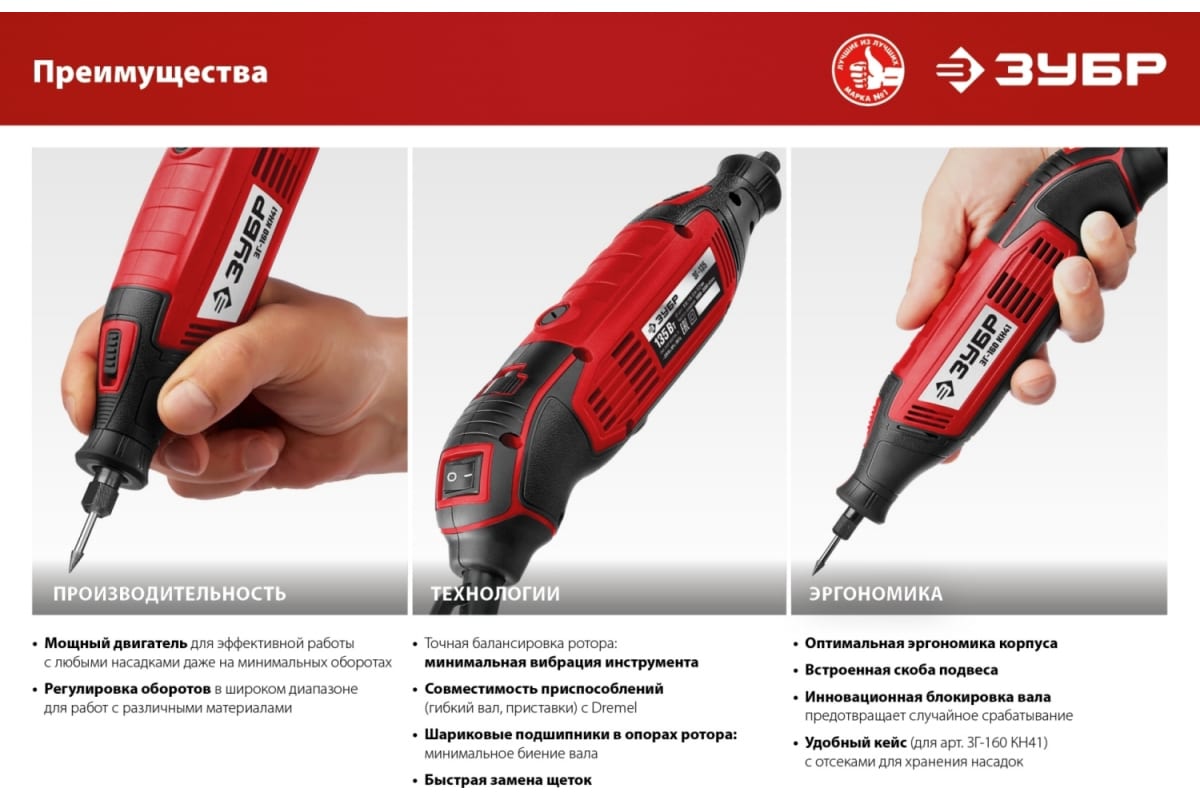 Преимущества
ЛУЧШИЕ ИЗ ЛУЧШИХ
МАРКА №1
ЗУБР
ЗУБР
ЗГ-160 КН41
ЗУБР
ЗГ-135
135 Вт
ЗУБР
ЗГ-160 КН41
ПРОИЗВОДИТЕЛЬНОСТЬ
• Мощный двигатель для эффективной работы
с любыми насадками даже на минимальных оборотах
• Регулировка оборотов в широком диапазоне
для работ с различными материалами
ТЕХНОЛОГИИ
• Точная балансировка ротора:
минимальная вибрация инструмента
• Совместимость приспособлений
(гибкий вал, приставки) с Dremel
• Шариковые подшипники в опорах ротора:
минимальное биение вала
• Быстрая замена щеток
ЭРГОНОМИКА
• Оптимальная эргономика корпуса
• Встроенная скоба подвеса
• Инновационная блокировка вала
предотвращает случайное срабатывание
• Удобный кейс (для арт. ЗГ-160 КН41)
с отсеками для хранения насадок